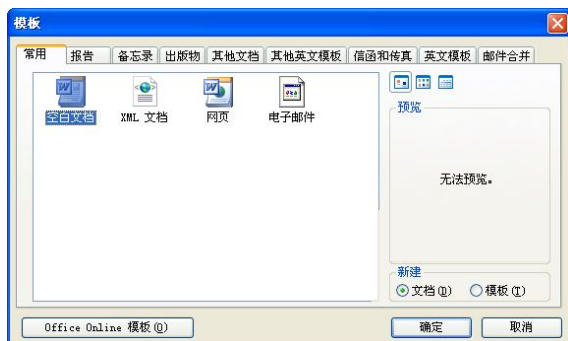 模板
常用 报告 备忘录 出版物 其他文档 其他英文模板 信函和传真 英文模板 邮件合并
空白文档 XML 文档 网页 电子邮件
预览
无法预览。
新建
文档(D) 模板(T)
Office Online 模板(O) 确定 取消